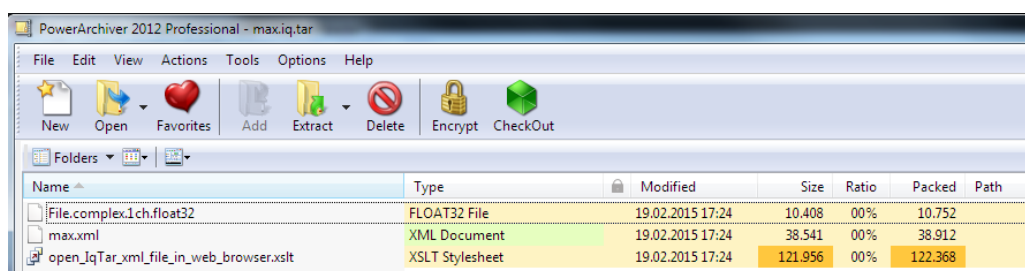 PowerArchiver 2012 Professional - max.iq.tar
File Edit View Actions Tools Options Help
New Open Favorites Add Extract Delete Encrypt CheckOut
Folders
Name Type Modified Size Ratio Packed Path
File.complex.1ch.float32 FLOAT32 File 19.02.2015 17:24 10.408 00% 10.752
max.xml XML Document 19.02.2015 17:24 38.541 00% 38.912
open_IqTar_xml_file_in_web_browser.xslt XSLT Stylesheet 19.02.2015 17:24 121.956 00% 122.368